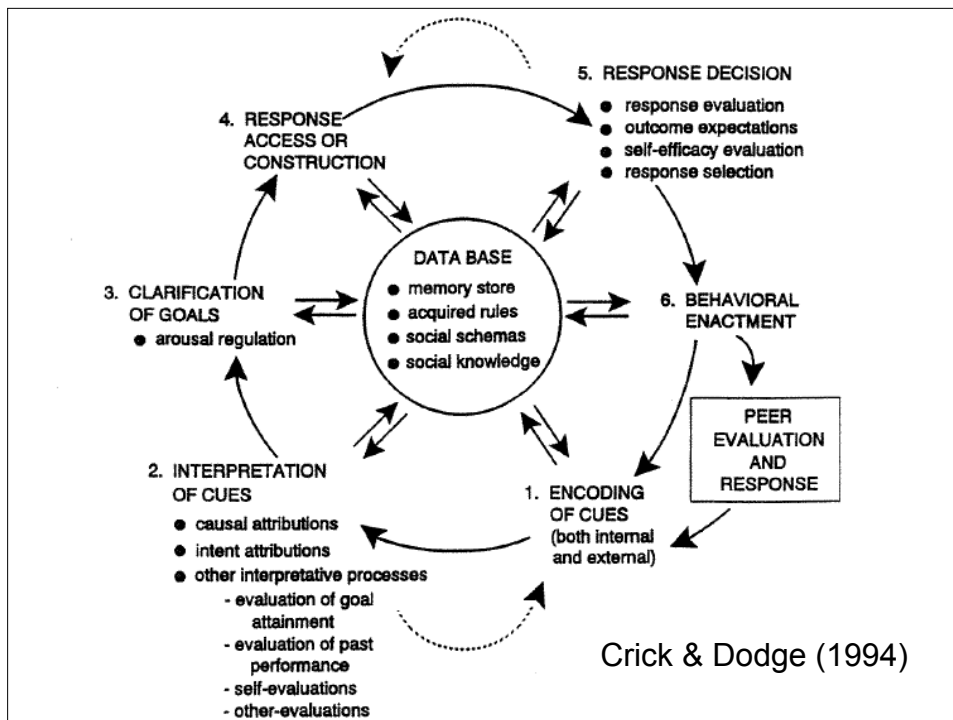 5. RESPONSE DECISION
● response evaluation
● outcome expectations
● self-efficacy evaluation
● response selection
4. RESPONSE
ACCESS OR
CONSTRUCTION
DATA BASE
● memory store
● acquired rules
● social schemas
● social knowledge
3. CLARIFICATION
OF GOALS
● arousal regulation
6. BEHAVIORAL
ENACTMENT
PEER
EVALUATION
AND
RESPONSE
2. INTERPRETATION
OF CUES
● causal attributions
● intent attributions
● other interpretative processes
- evaluation of goal
attainment
- evaluation of past
performance
- self-evaluations
- other-evaluations
1. ENCODING
OF CUES
(both internal
and external)
Crick & Dodge (1994)